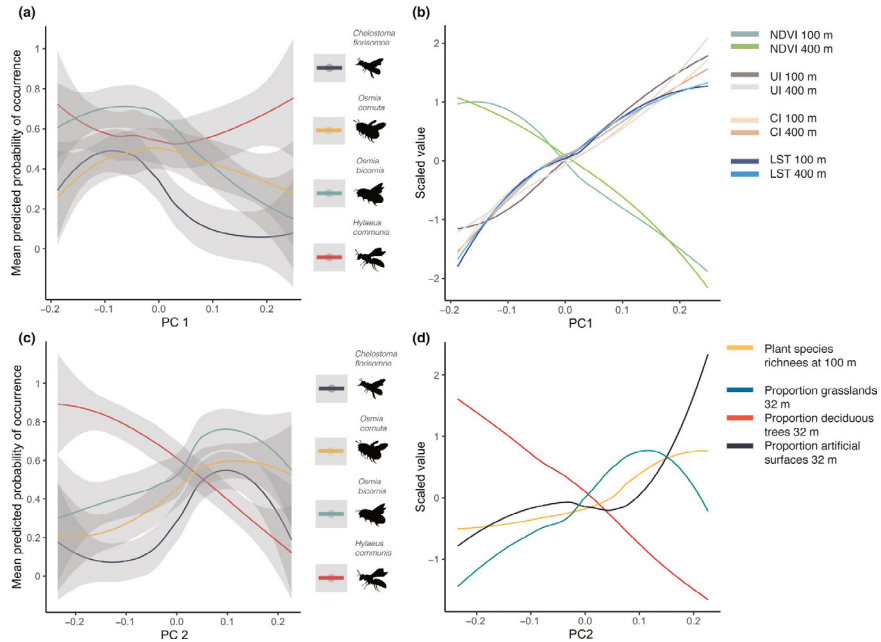 (a)
Mean predicted probability of occurrence
1
0.8
0.6
0.4
0.2
0
−0.2
−0.1
0.0
0.1
0.2
PC 1
Chelostoma
florisomne
Osmia
cornuta
Osmia
bicornis
Hylaeus
communis
(b)
Scaled value
2
1
0
−1
−2
−0.2
−0.1
0
0.1
0.2
PC1
NDVI 100 m
NDVI 400 m
UI 100 m
UI 400 m
CI 100 m
CI 400 m
LST 100 m
LST 400 m
(c)
Mean predicted probability of occurrence
1
0.8
0.6
0.4
0.2
0
−0.2
−0.1
0.0
0.1
0.2
PC 2
Chelostoma
florisomne
Osmia
cornuta
Osmia
bicornis
Hylaeus
communis
(d)
Scaled value
2
1
0
−1
−0.2
−0.1
0
0.1
0.2
PC2
Plant species
richnees at 100 m
Proportion grasslands
32 m
Proportion deciduous
trees 32 m
Proportion artificial
surfaces 32 m